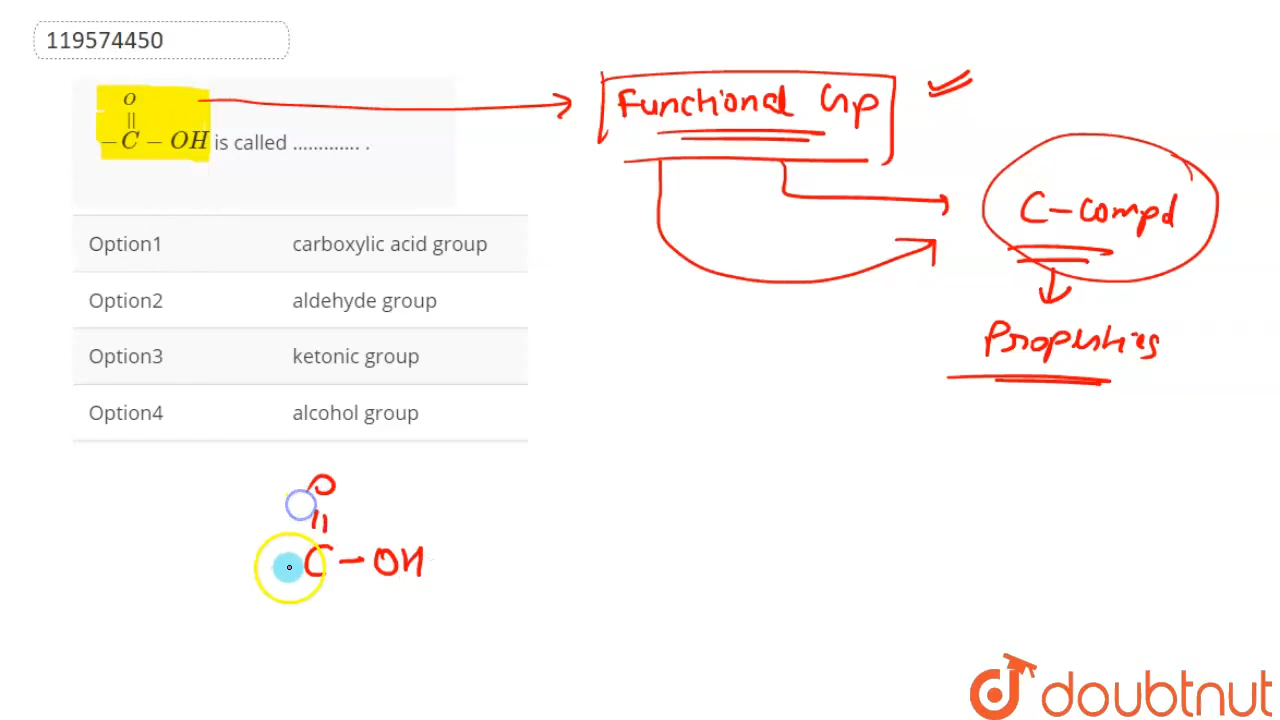 119574450
O
||
− C − OH is called ............. .
Option1 carboxylic acid group
Option2 aldehyde group
Option3 ketonic group
Option4 alcohol group
Functional Grp
C-Compd
Properties
O
||
C - OH
doubtnut